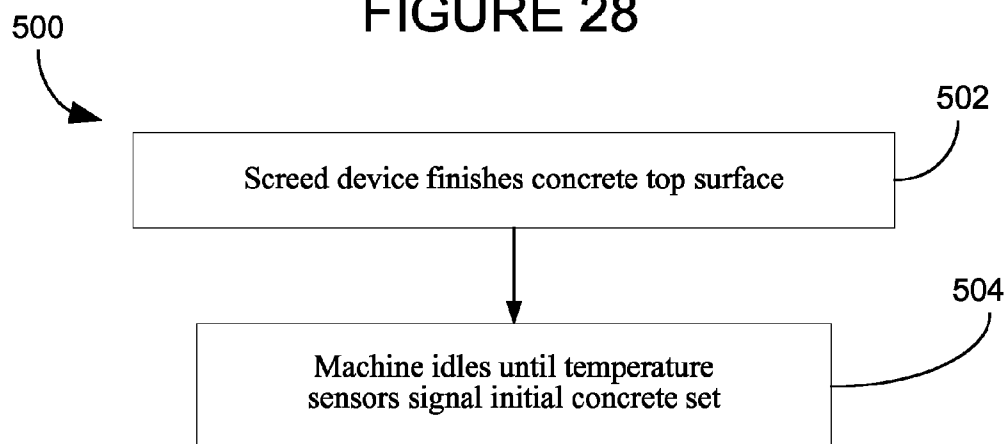 FIGURE 28
500
502
Screed device finishes concrete top surface
504
Machine idles until temperature
sensors signal initial concrete set